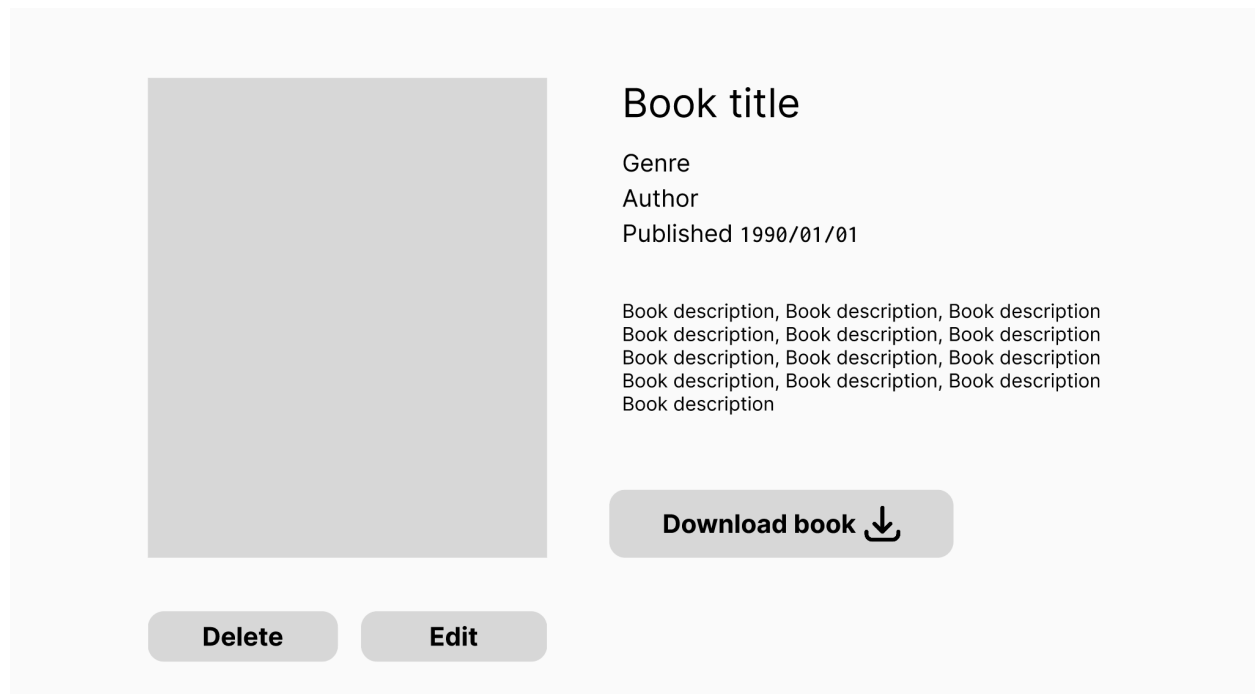 Book title
Genre
Author
Published 1990/01/01
Book description, Book description, Book description
Book description, Book description, Book description
Book description, Book description, Book description
Book description, Book description, Book description
Book description
Download book
Delete
Edit